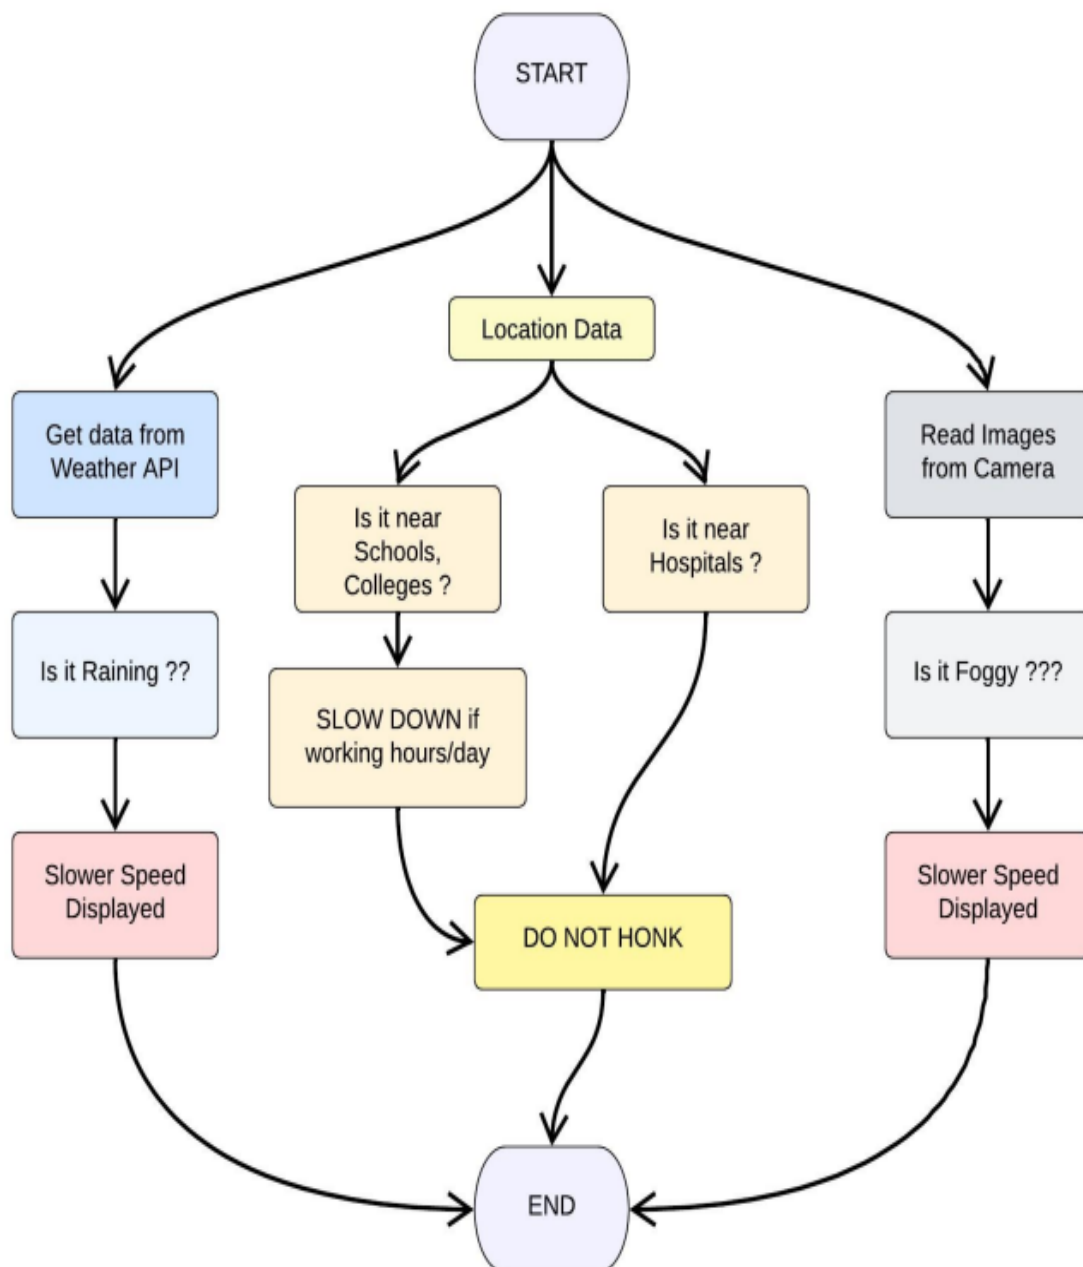 START
Location Data
Get data from
Weather API
Read Images
from Camera
Is it near
Schools,
Colleges ?
Is it near
Hospitals ?
Is it Raining ??
Is it Foggy ???
SLOW DOWN if
working hours/day
Slower Speed
Displayed
Slower Speed
Displayed
DO NOT HONK
END